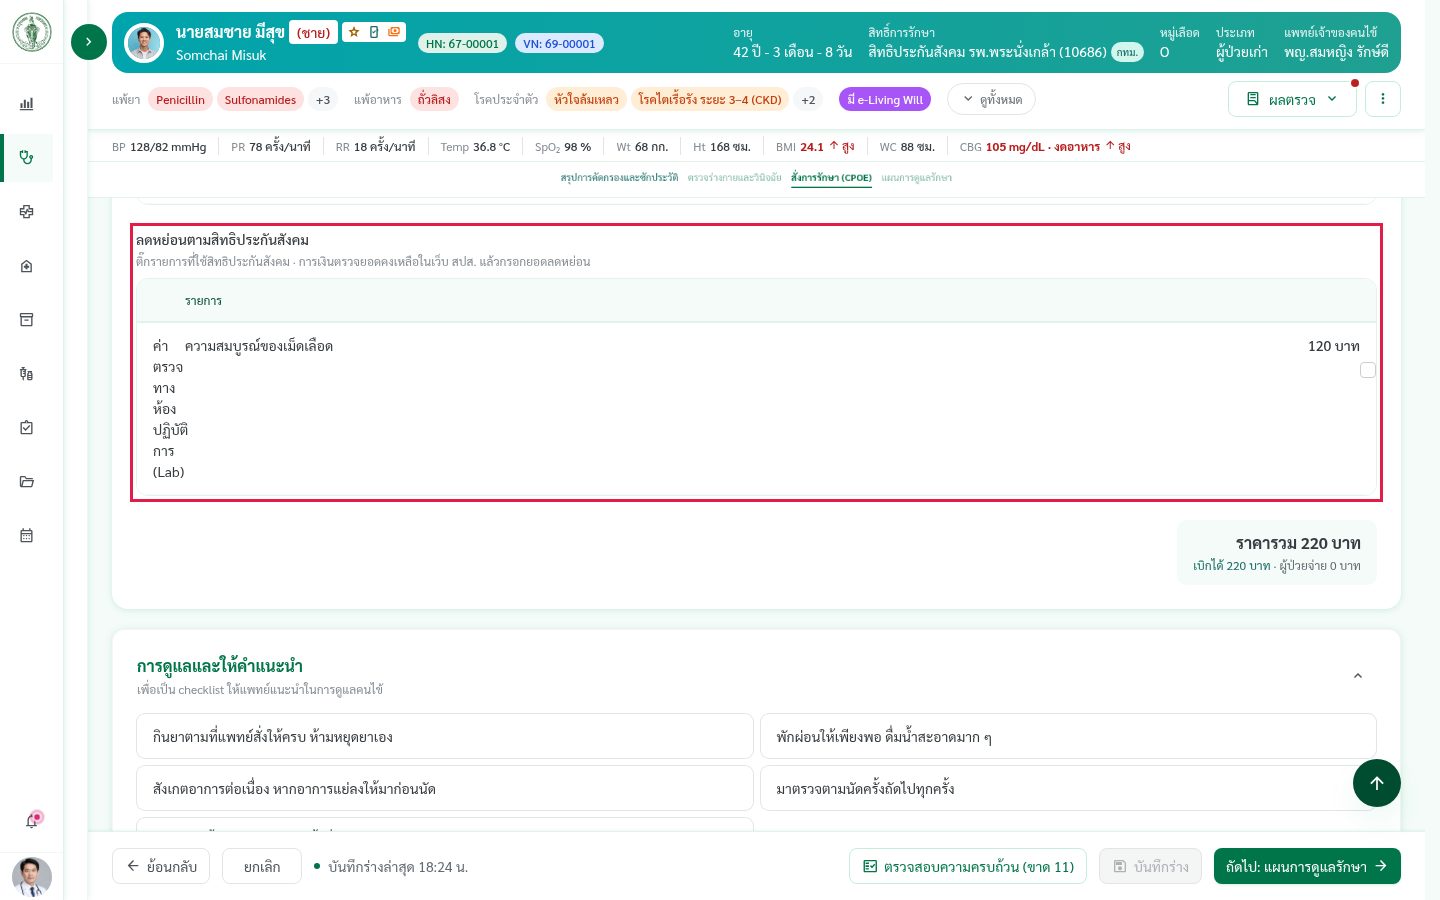 นายสมชาย มีสุข (ชาย)
Somchai Misuk
HN: 67-00001
VN: 69-00001
อายุ
42 ปี - 3 เดือน - 8 วัน
สิทธิ์การรักษา
สิทธิประกันสังคม รพ.พระนั่งเกล้า (10686) กทม.
หมู่เลือด
O
ประเภท
ผู้ป่วยเก่า
แพทย์เจ้าของคนไข้
พญ.สมหญิง รักษ์ดี
แพ้ยา Penicillin Sulfonamides +3 แพ้อาหาร ถั่วลิสง โรคประจำตัว หัวใจล้มเหลว โรคไตเรื้อรัง ระยะ 3–4 (CKD) +2 มี e-Living Will ดูทั้งหมด ผลตรวจ
BP 128/82 mmHg PR 78 ครั้ง/นาที RR 18 ครั้ง/นาที Temp 36.8 °C SpO₂ 98 % Wt 68 กก. Ht 168 ซม. BMI 24.1 ↑ สูง WC 88 ซม. CBG 105 mg/dL · งดอาหาร ↑ สูง
สรุปการคัดกรองและซักประวัติ ตรวจร่างกายและวินิจฉัย สั่งการรักษา (CPOE) แผนการดูแลรักษา
ลดหย่อนตามสิทธิประกันสังคม
ติ๊กรายการที่ใช้สิทธิประกันสังคม · การเงินตรวจยอดคงเหลือในเว็บ สปส. แล้วกรอกยอดลดหย่อน
รายการ
ค่า
ตรวจ
ทาง
ห้อง
ปฏิบัติ
การ
(Lab)
ความสมบูรณ์ของเม็ดเลือด
120 บาท
ราคารวม 220 บาท
เบิกได้ 220 บาท · ผู้ป่วยจ่าย 0 บาท
การดูแลและให้คำแนะนำ
เพื่อเป็น checklist ให้แพทย์แนะนำในการดูแลคนไข้
กินยาตามที่แพทย์สั่งให้ครบ ห้ามหยุดยาเอง
พักผ่อนให้เพียงพอ ดื่มน้ำสะอาดมาก ๆ
สังเกตอาการต่อเนื่อง หากอาการแย่ลงให้มาก่อนนัด
มาตรวจตามนัดครั้งถัดไปทุกครั้ง
ย้อนกลับ
ยกเลิก
บันทึกร่างล่าสุด 18:24 น.
ตรวจสอบความครบถ้วน (ขาด 11)
บันทึกร่าง
ถัดไป: แผนการดูแลรักษา